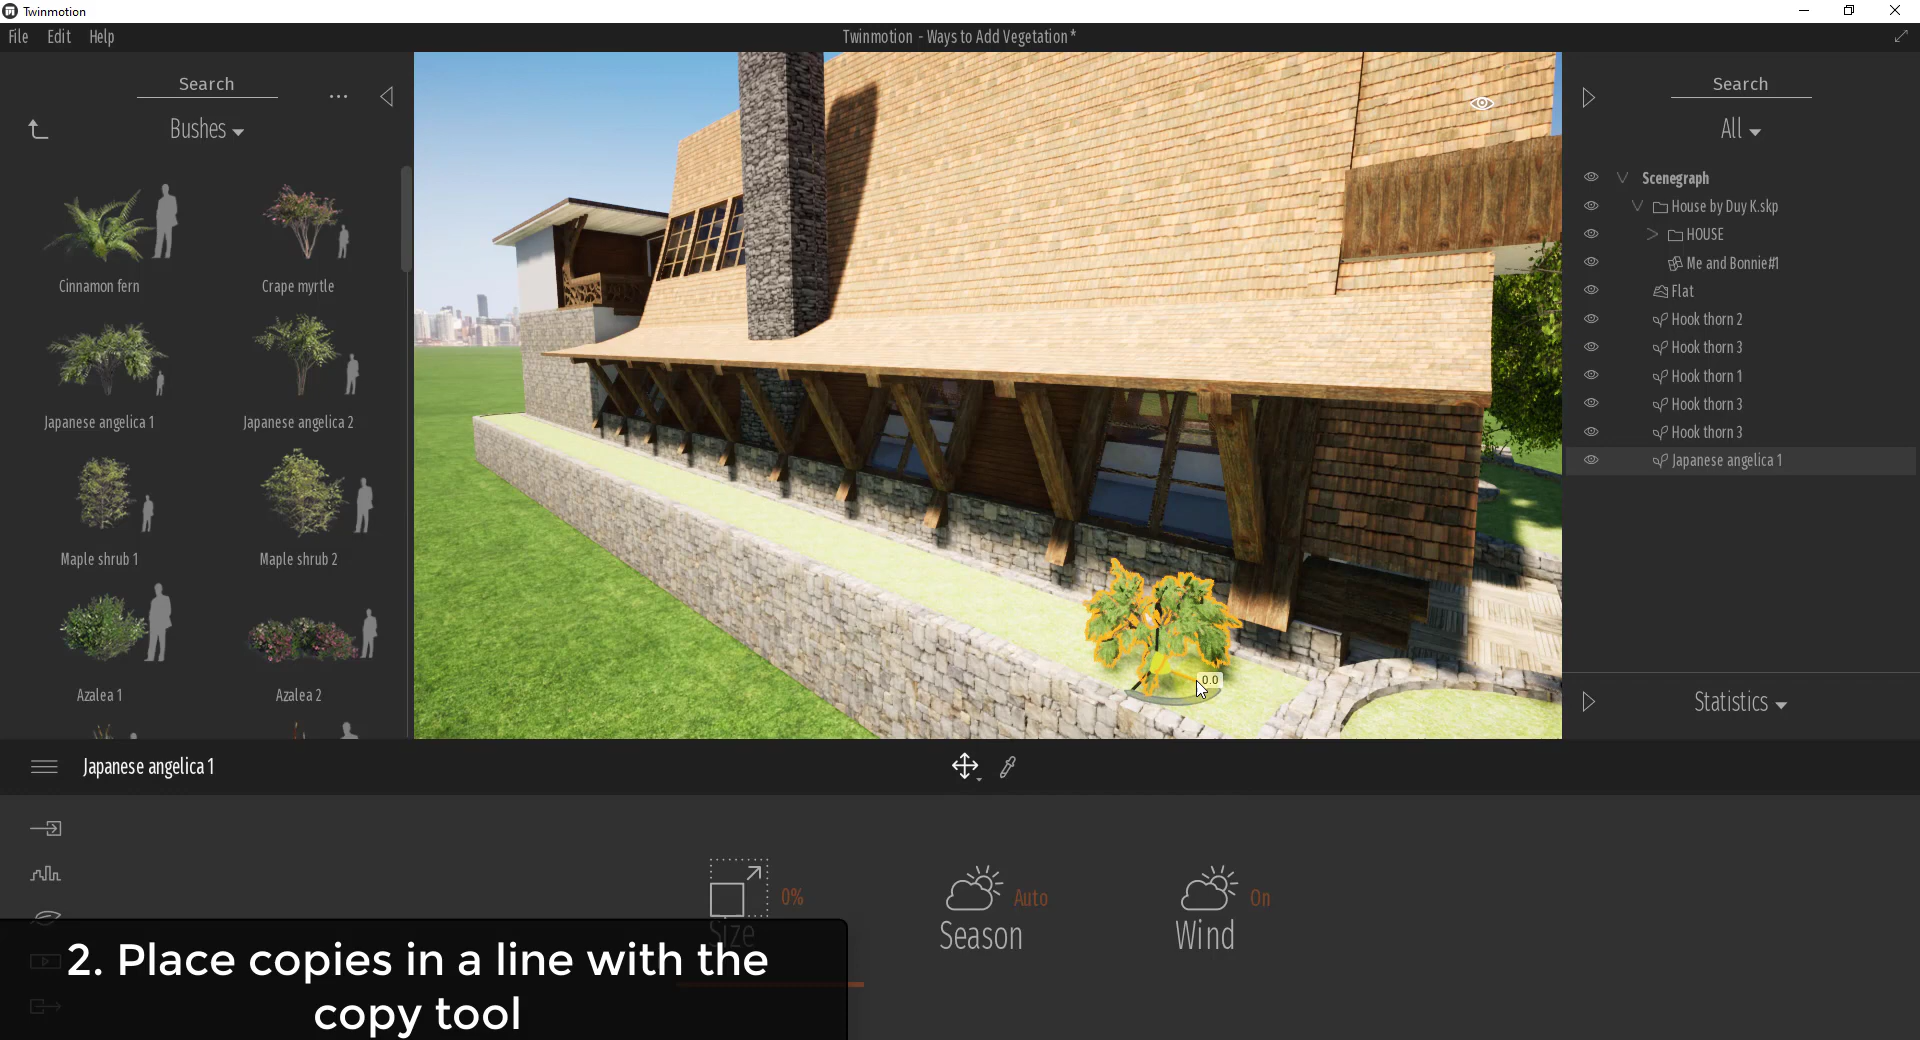 Twinmotion
File Edit Help
Twinmotion - Ways to Add Vegetation*
Search
...
Bushes
Cinnamon fern
Crape myrtle
Japanese angelica 1
Japanese angelica 2
Maple shrub 1
Maple shrub 2
Azalea 1
Azalea 2
0.0
Search
All
Scenegraph
House by Duy K.skp
HOUSE
Me and Bonnie#1
Flat
Hook thorn 2
Hook thorn 3
Hook thorn 1
Hook thorn 3
Hook thorn 3
Japanese angelica 1
Statistics
Japanese angelica 1
0%
Size
Auto
Season
On
Wind
2. Place copies in a line with the
copy tool